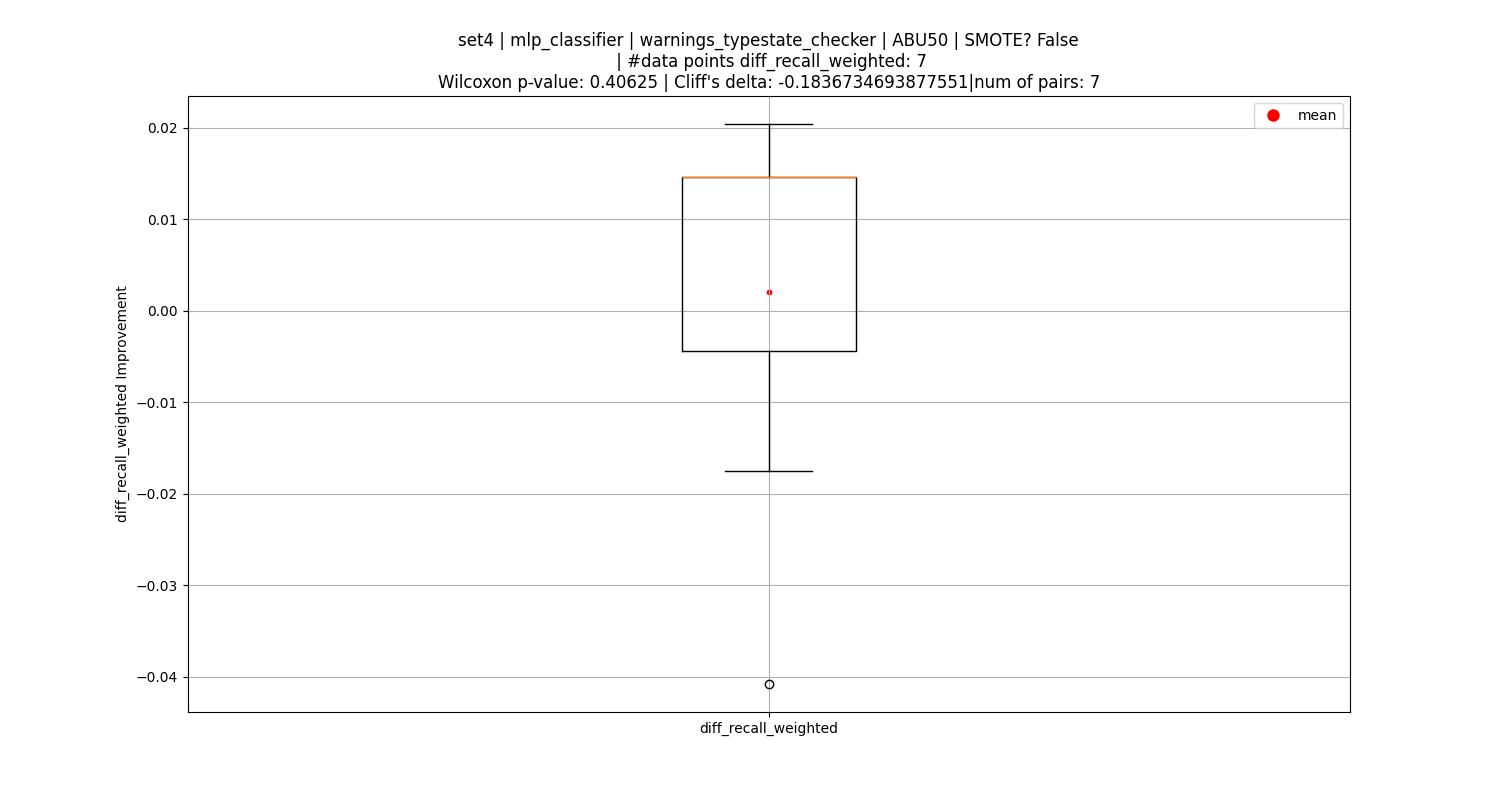 set4 | mlp_classifier | warnings_typestate_checker | ABU50 | SMOTE? False
| #data points diff_recall_weighted: 7
Wilcoxon p-value: 0.40625 | Cliff's delta: -0.1836734693877551|num of pairs: 7
mean
0.02
0.01
0.00
−0.01
−0.02
−0.03
−0.04
diff_recall_weighted Improvement
diff_recall_weighted